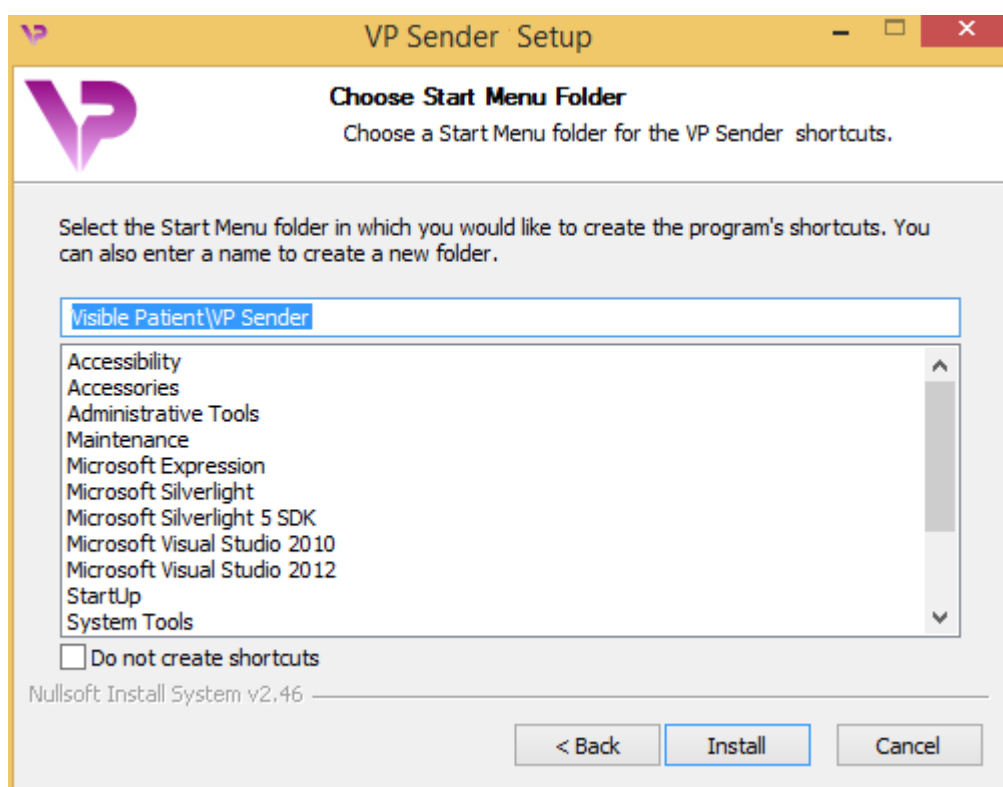 VP
VP Sender Setup
VP
Choose Start Menu Folder
Choose a Start Menu folder for the VP Sender shortcuts.
Select the Start Menu folder in which you would like to create the program's shortcuts. You
can also enter a name to create a new folder.
Visible Patient\VP Sender
Accessibility
Accessories
Administrative Tools
Maintenance
Microsoft Expression
Microsoft Silverlight
Microsoft Silverlight 5 SDK
Microsoft Visual Studio 2010
Microsoft Visual Studio 2012
StartUp
System Tools
Do not create shortcuts
Nullsoft Install System v2.46
< Back Install Cancel